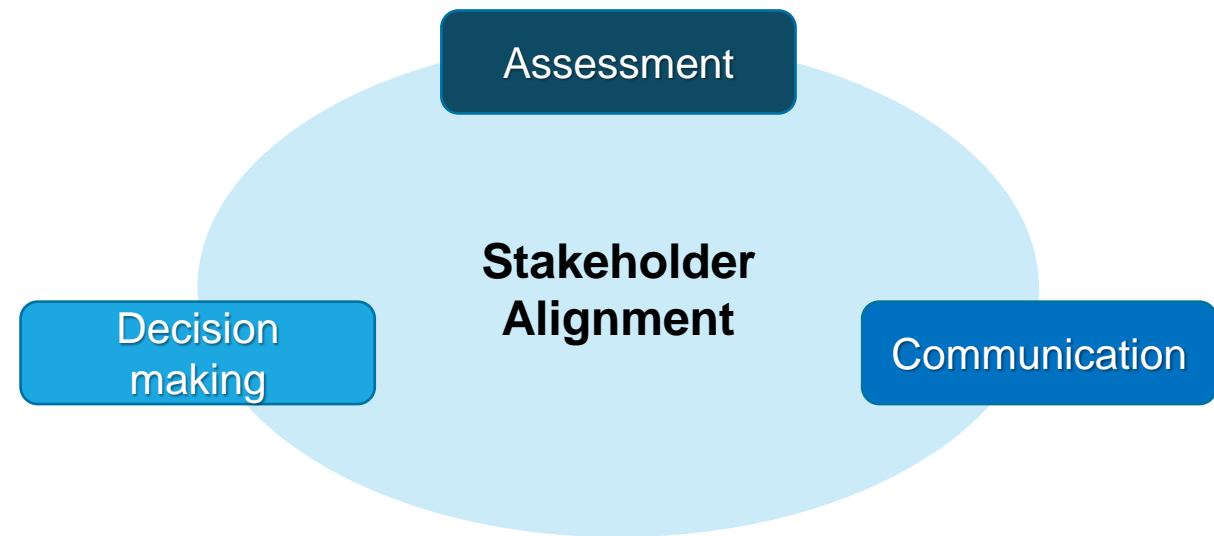 Assessment
Stakeholder
Alignment
Decision
making
Communication